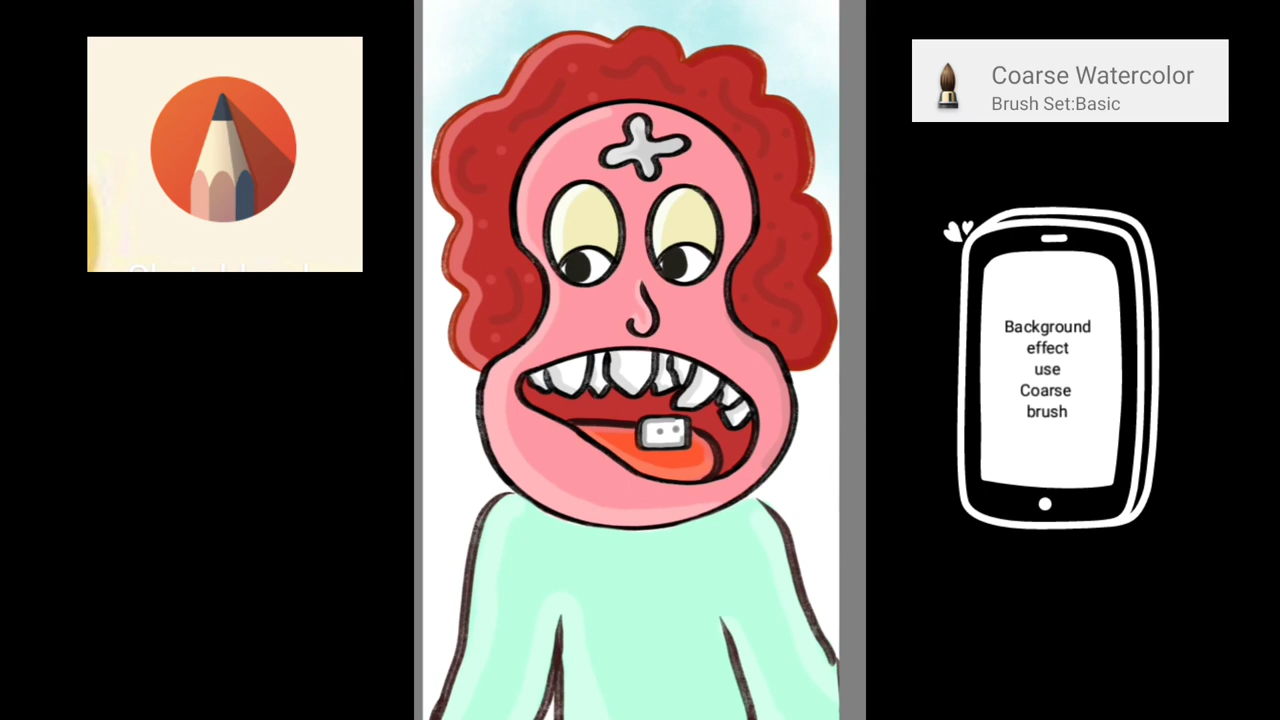 Coarse Watercolor
Brush Set:Basic
Background
effect
use
Coarse
brush